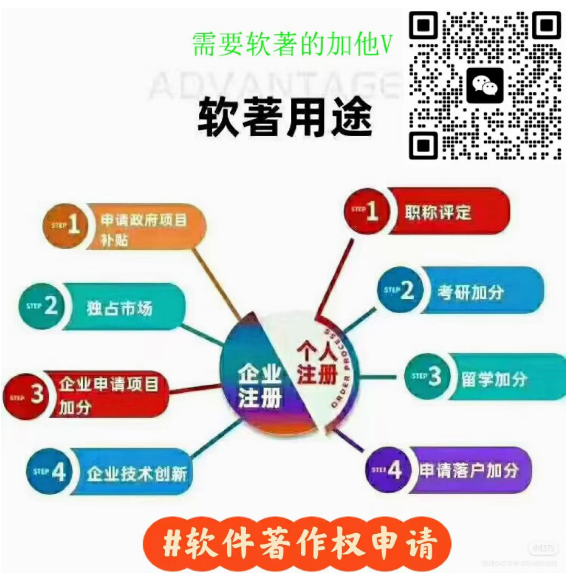 需要软著的加他V
ADVANTAGE
软著用途
STEP 1 申请政府项目
补贴
STEP 2 独占市场
STEP 3 企业申请项目
加分
STEP 4 企业技术创新
企业
注册
个人
注册
ORDER PROCESS
STEP 1 职称评定
STEP 2 考研加分
STEP 3 留学加分
STEP 4 申请落户加分
#软件著作权申请